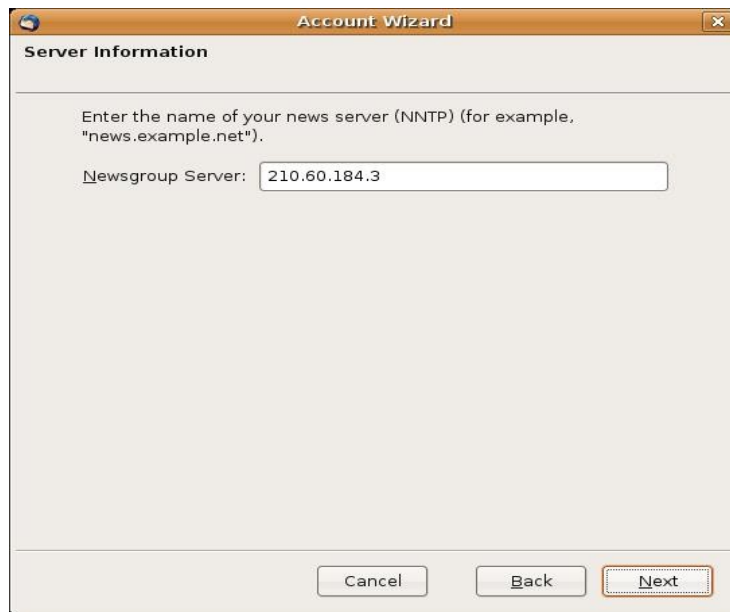 Account Wizard
Server Information
Enter the name of your news server (NNTP) (for example,
"news.example.net").
Newsgroup Server: 210.60.184.3
Cancel Back Next